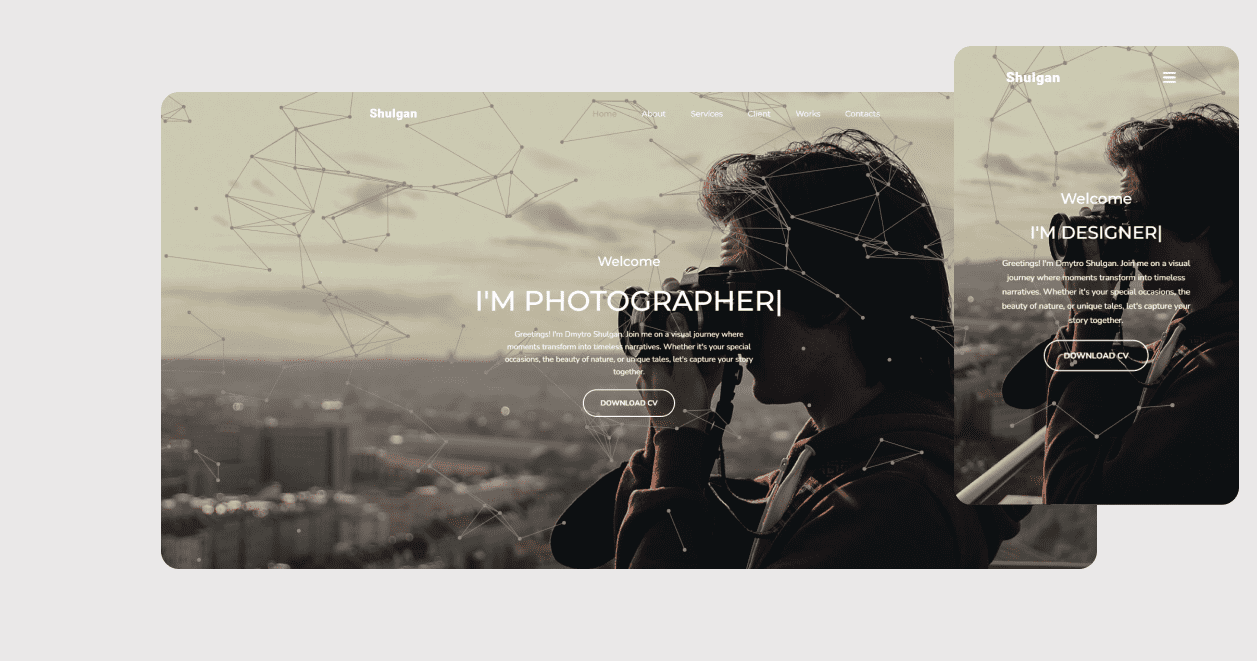 Shulgan
Home About Services Client Works Contacts
Welcome
I'M PHOTOGRAPHER|
Greetings! I'm Dmytro Shulgan. Join me on a visual journey where
moments transform into timeless narratives. Whether it's your special
occasions, the beauty of nature, or unique tales, let's capture your story
together.
DOWNLOAD CV
Shulgan
Welcome
I'M DESIGNER|
Greetings! I'm Dmytro Shulgan. Join me on a visual
journey where moments transform into timeless
narratives. Whether it's your special occasions, the
beauty of nature, or unique tales, let's capture your
story together.
DOWNLOAD CV